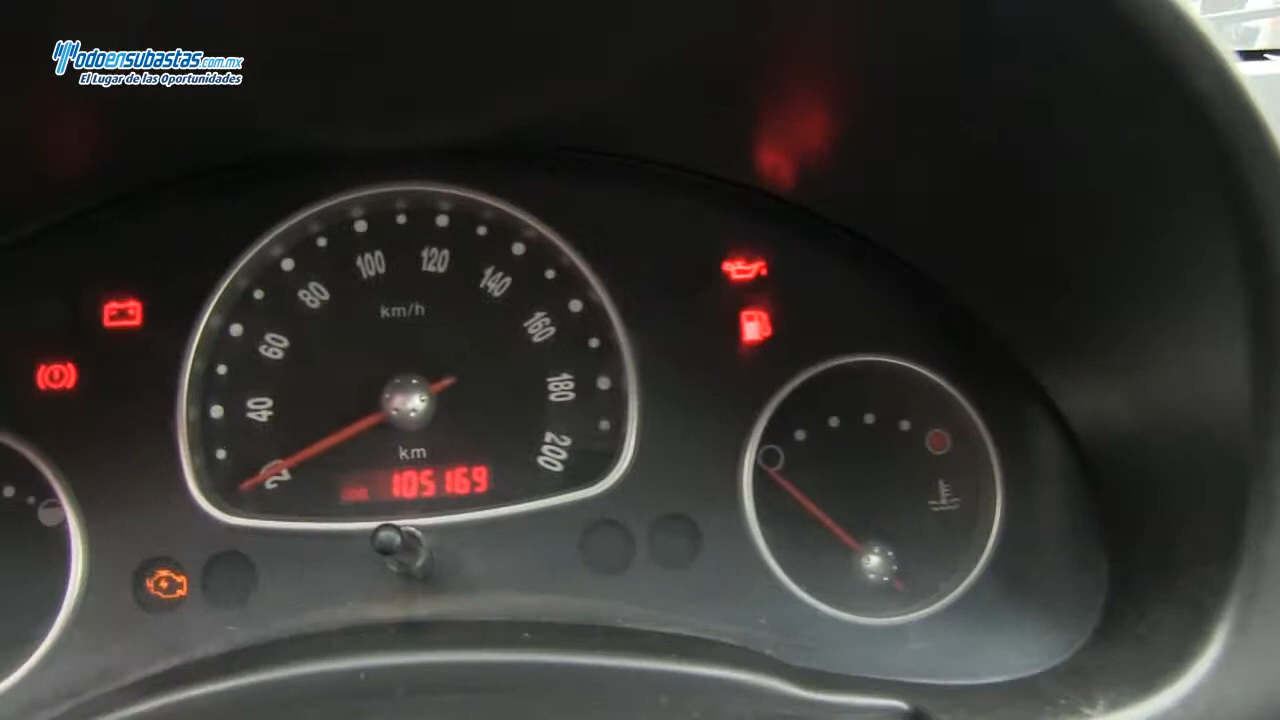 todoensubastas.com.mx
El Lugar de las Oportunidades
20
40
60
80
100
120
140
160
180
200
km/h
km
105169